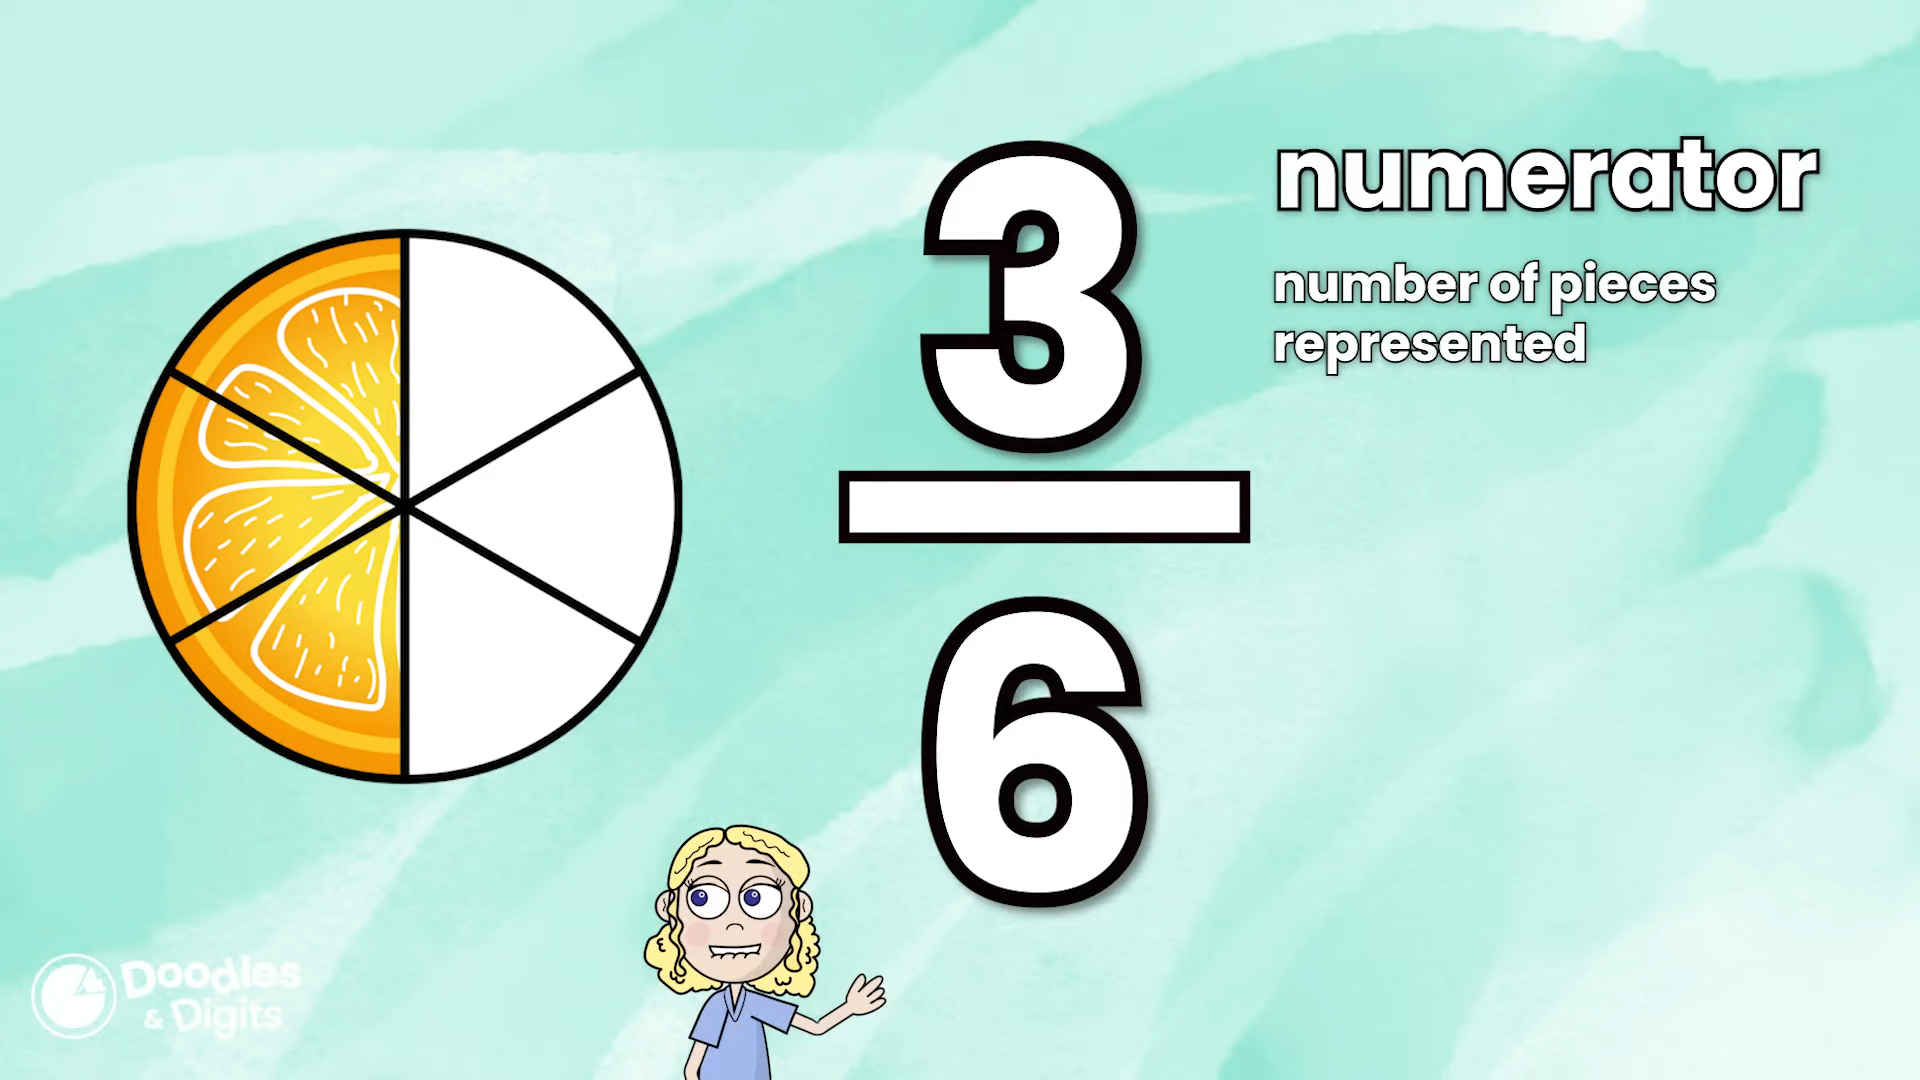 3
6
numerator
number of pieces
represented
Doodles
& Digits